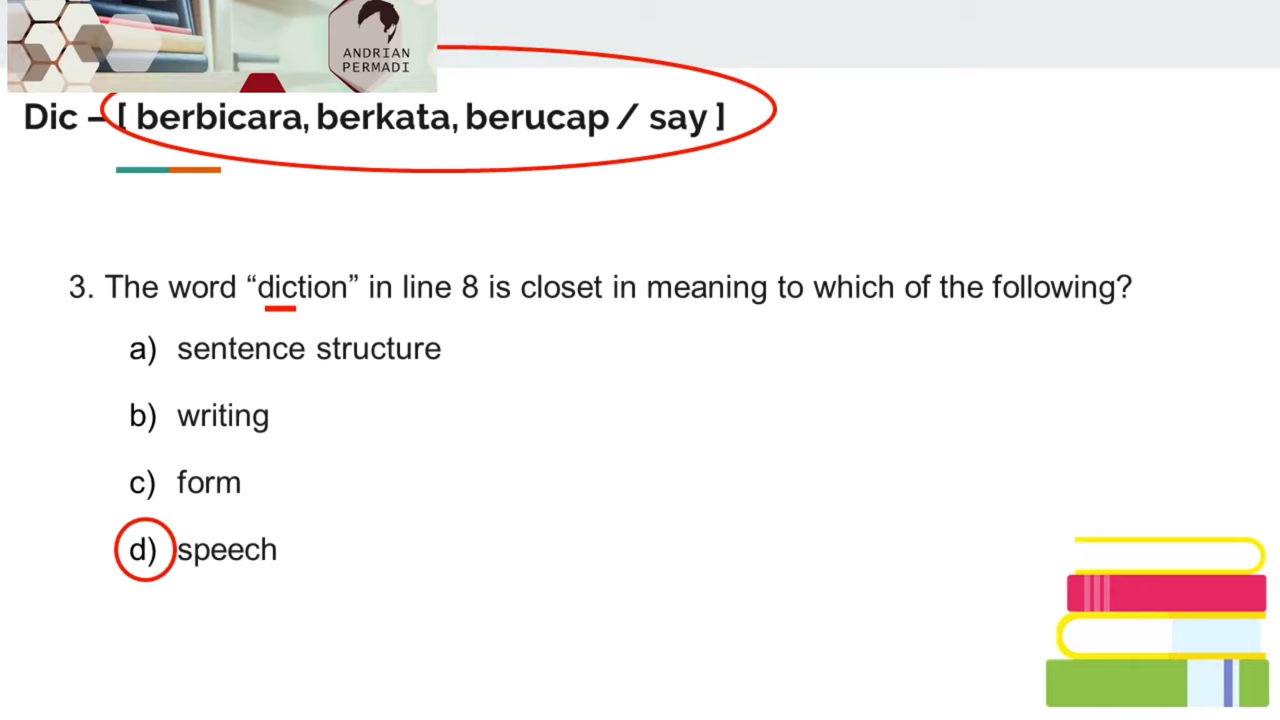 ANDRIAN
PERMADI
Dic – [ berbicara, berkata, berucap / say ]
3. The word “diction” in line 8 is closet in meaning to which of the following?
a) sentence structure
b) writing
c) form
d) speech